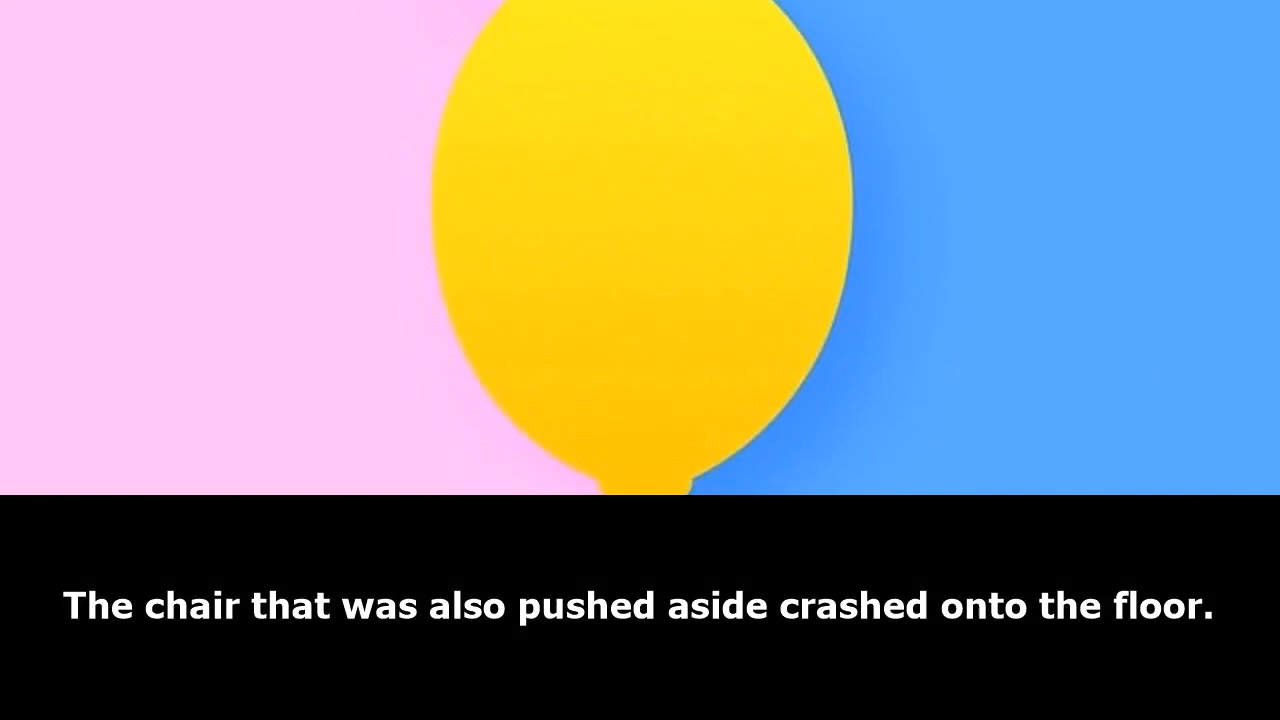 The chair that was also pushed aside crashed onto the floor.